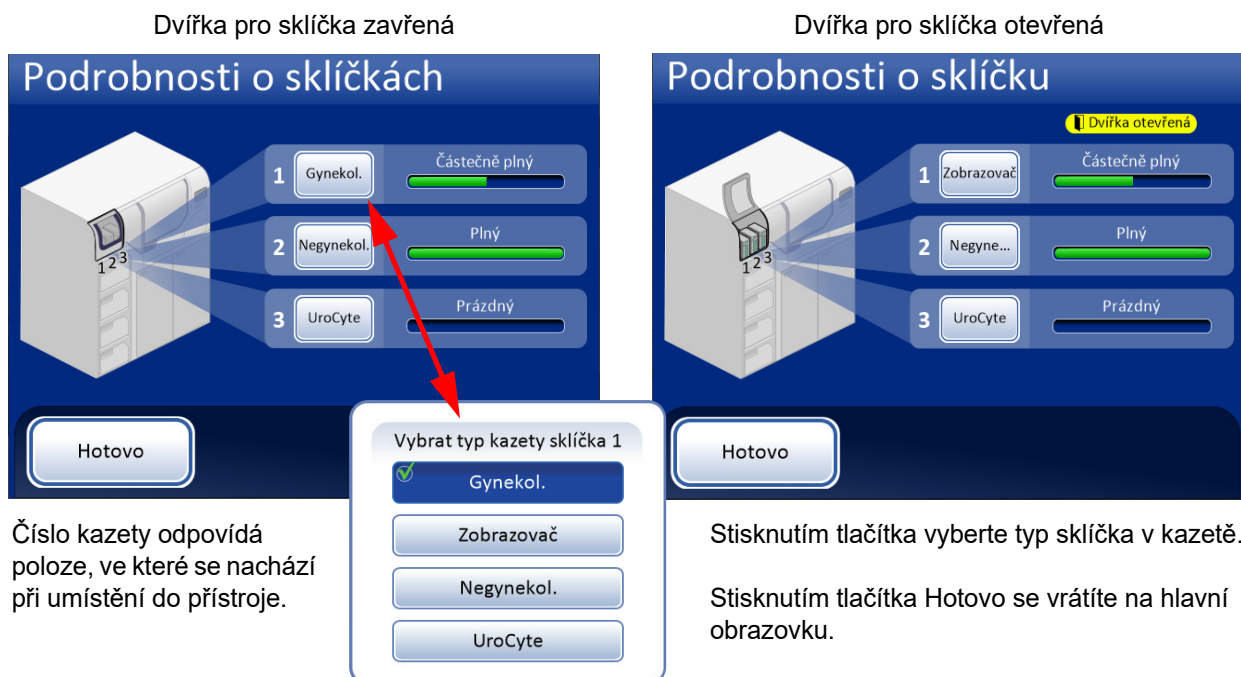 Dvířka pro sklíčka zavřená
Podrobnosti o sklíčkách
1 Gynekol. Částečně plný
2 Negynekol. Plný
3 UroCyte Prázdný
1 2 3
Hotovo
Vybrat typ kazety sklíčka 1
Gynekol.
Zobrazovač
Negynekol.
UroCyte
Číslo kazety odpovídá
poloze, ve které se nachází
při umístění do přístroje.
Dvířka pro sklíčka otevřená
Podrobnosti o sklíčku
Dvířka otevřená
1 Zobrazovač Částečně plný
2 Negyne... Plný
3 UroCyte Prázdný
1 2 3
Hotovo
Stisknutím tlačítka vyberte typ sklíčka v kazetě.
Stisknutím tlačítka Hotovo se vrátíte na hlavní
obrazovku.